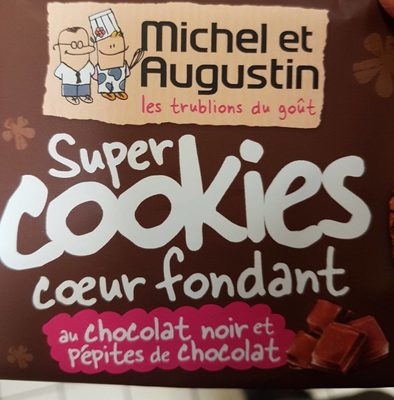 Michel et
Augustin
les trublions du goût
Super
cookies
cœur fondant
au chocolat noir et
pépites de chocolat